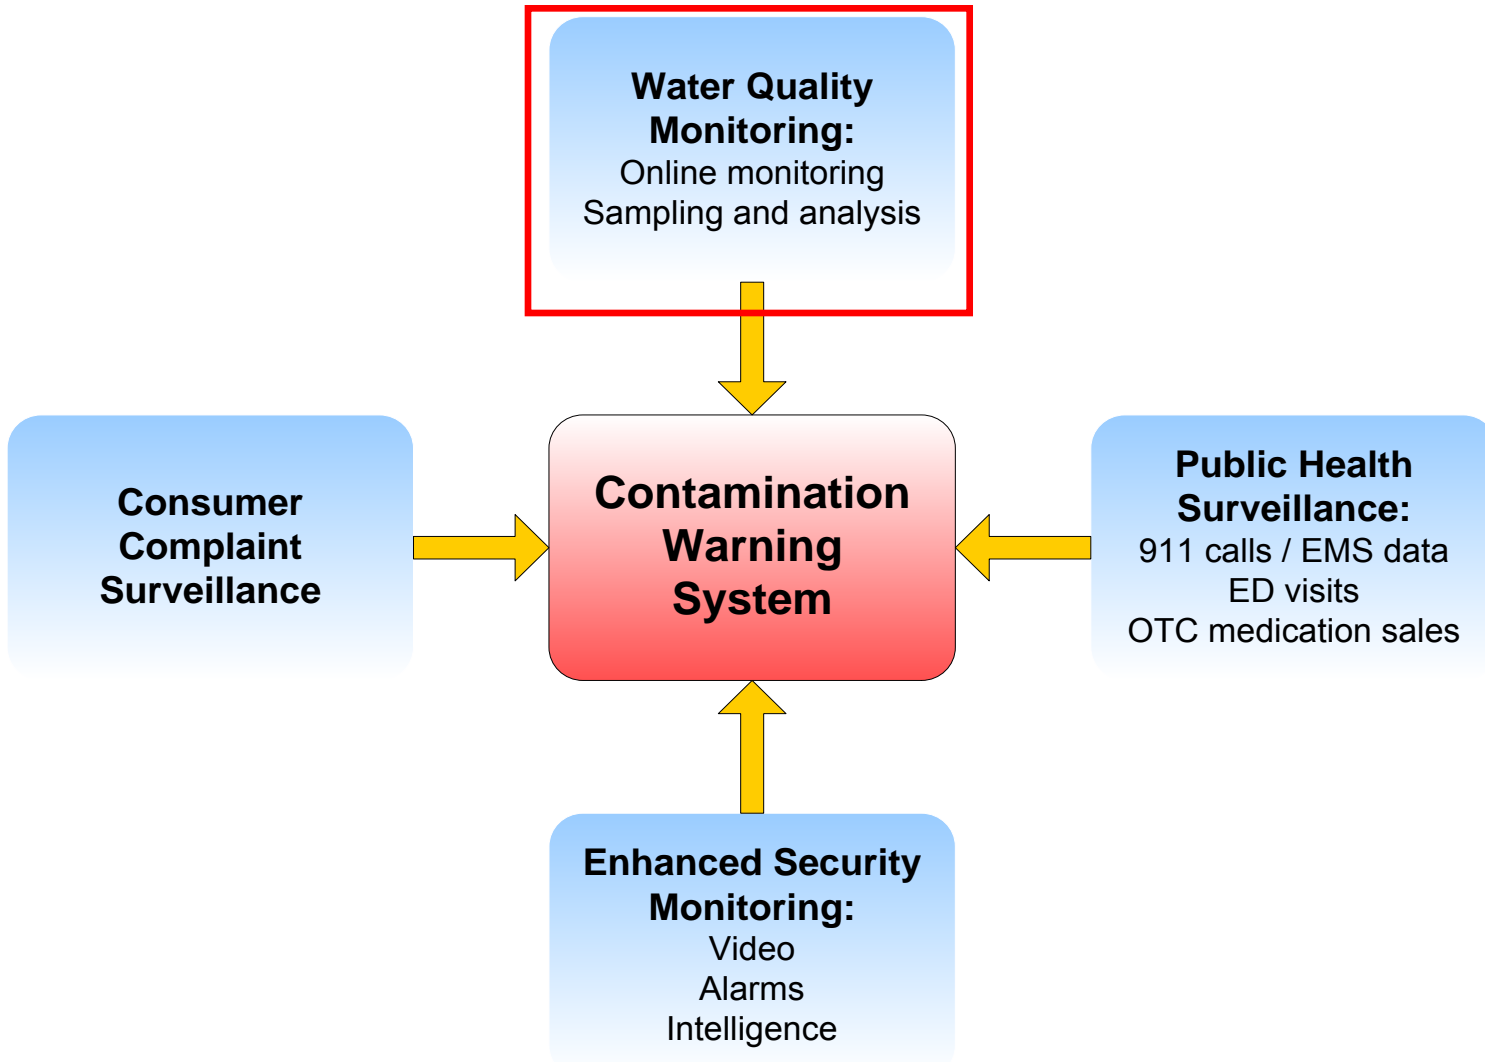 Water Quality
Monitoring:
Online monitoring
Sampling and analysis
Consumer
Complaint
Surveillance
Contamination
Warning
System
Public Health
Surveillance:
911 calls / EMS data
ED visits
OTC medication sales
Enhanced Security
Monitoring:
Video
Alarms
Intelligence